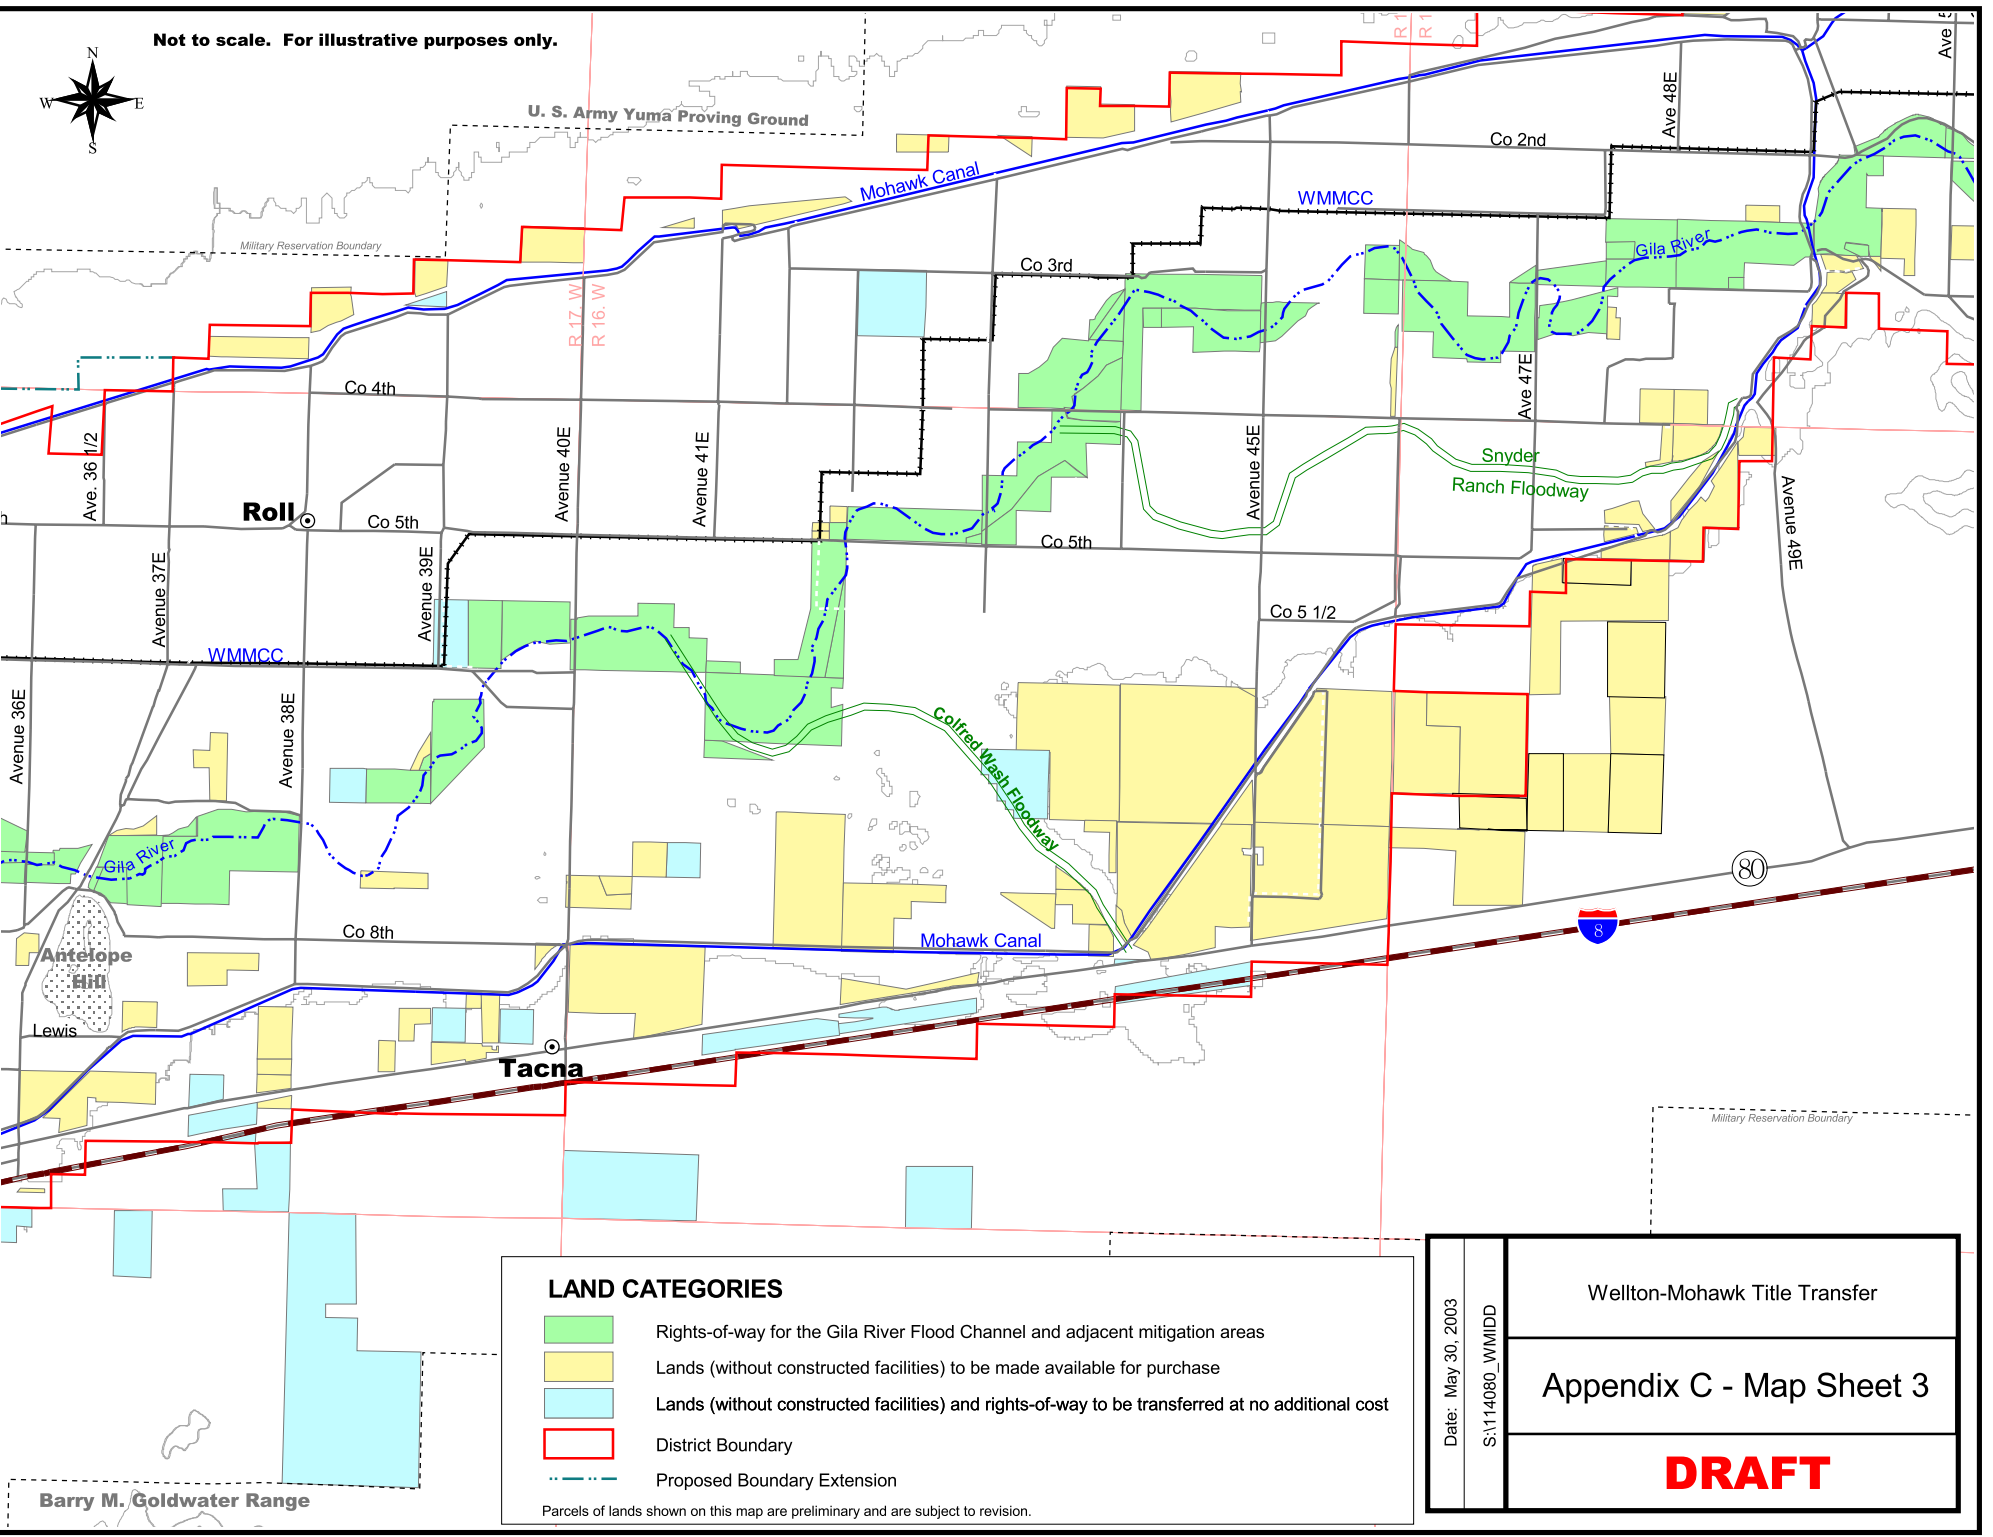 Not to scale.  For illustrative purposes only.
N
W E
S
U. S. Army Yuma Proving Ground
Military Reservation Boundary
Mohawk Canal
R 17. W
R 16. W
R 1
R 1
Ave 48E
Ave
Co 2nd
WMMCC
Gila River
Co 3rd
Co 4th
Ave. 36 1/2
Avenue 40E
Avenue 41E
Avenue 45E
Ave 47E
Snyder
Ranch Floodway
Avenue 49E
Roll
Co 5th
Co 5th
Avenue 37E
Avenue 39E
Co 5 1/2
WMMCC
Avenue 36E
Avenue 38E
Colfred Wash Floodway
Gila River
80
8
Co 8th
Mohawk Canal
Antelope
Hill
Lewis
Tacna
Military Reservation Boundary
Barry M. Goldwater Range
LAND CATEGORIES
Rights-of-way for the Gila River Flood Channel and adjacent mitigation areas
Lands (without constructed facilities) to be made available for purchase
Lands (without constructed facilities) and rights-of-way to be transferred at no additional cost
District Boundary
Proposed Boundary Extension
Parcels of lands shown on this map are preliminary and are subject to revision.
Date:  May 30, 2003
S:\114080_WMIDD
Wellton-Mohawk Title Transfer
Appendix C - Map Sheet 3
DRAFT